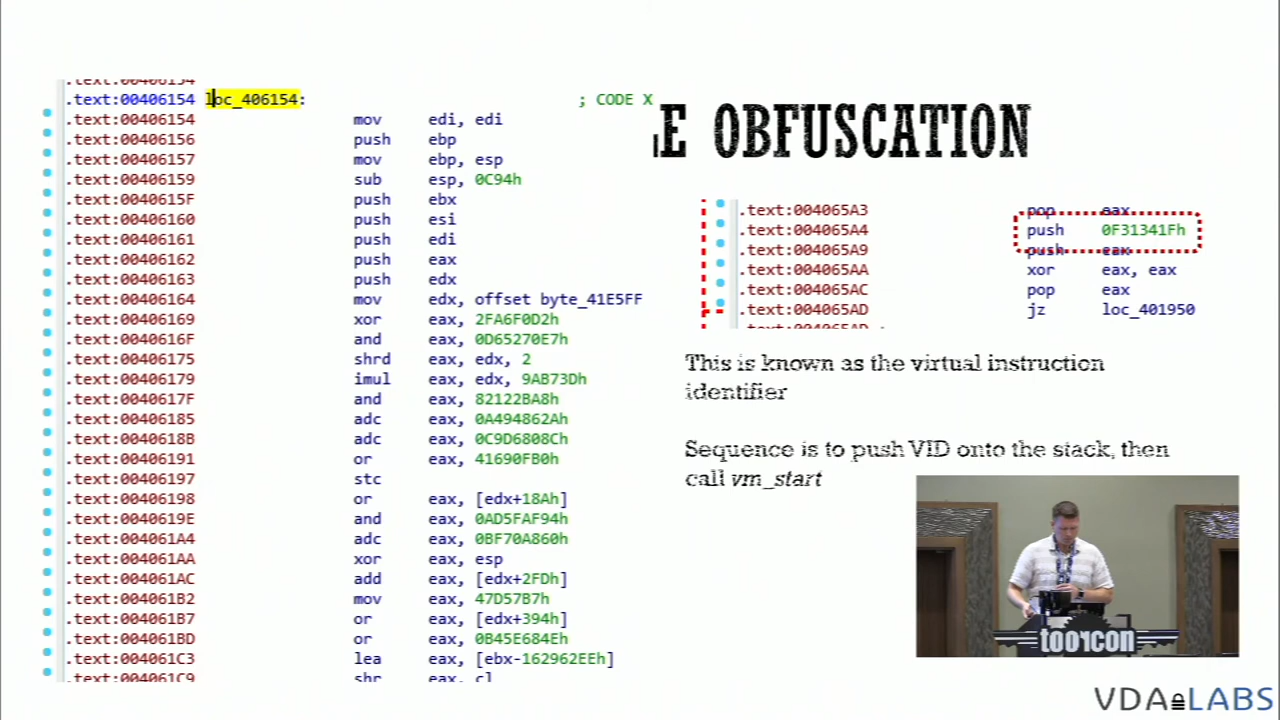 .text:00406154
.text:00406154 loc_406154: ; CODE X
.text:00406154 mov edi, edi
.text:00406156 push ebp
.text:00406157 mov ebp, esp
.text:00406159 sub esp, 0C94h
.text:0040615F push ebx
.text:00406160 push esi
.text:00406161 push edi
.text:00406162 push eax
.text:00406163 push edx
.text:00406164 mov edx, offset byte_41E5FF
.text:00406169 xor eax, 2FA6F0D2h
.text:0040616F and eax, 0D65270E7h
.text:00406175 shrd eax, edx, 2
.text:00406179 imul eax, edx, 9AB73Dh
.text:0040617F and eax, 82122BA8h
.text:00406185 adc eax, 0A494862Ah
.text:0040618B adc eax, 0C9D6808Ch
.text:00406191 or eax, 41690FB0h
.text:00406197 stc
.text:00406198 or eax, [edx+18Ah]
.text:0040619E and eax, 0AD5FAF94h
.text:004061A4 adc eax, 0BF70A860h
.text:004061AA xor eax, esp
.text:004061AC add eax, [edx+2FDh]
.text:004061B2 mov eax, 47D57B7h
.text:004061B7 or eax, [edx+394h]
.text:004061BD or eax, 0B45E684Eh
.text:004061C3 lea eax, [ebx-162962EEh]
.text:004061C9 shr eax, cl
E OBFUSCATION
.text:004065A3 pop eax
.text:004065A4 push 0F31341Fh
.text:004065A9 push eax
.text:004065AA xor eax, eax
.text:004065AC pop eax
.text:004065AD jz loc_401950
.text:004065AD ;
This is known as the virtual instruction
identifier
Sequence is to push VID onto the stack, then
call vm_start
toorcon
VDA LABS